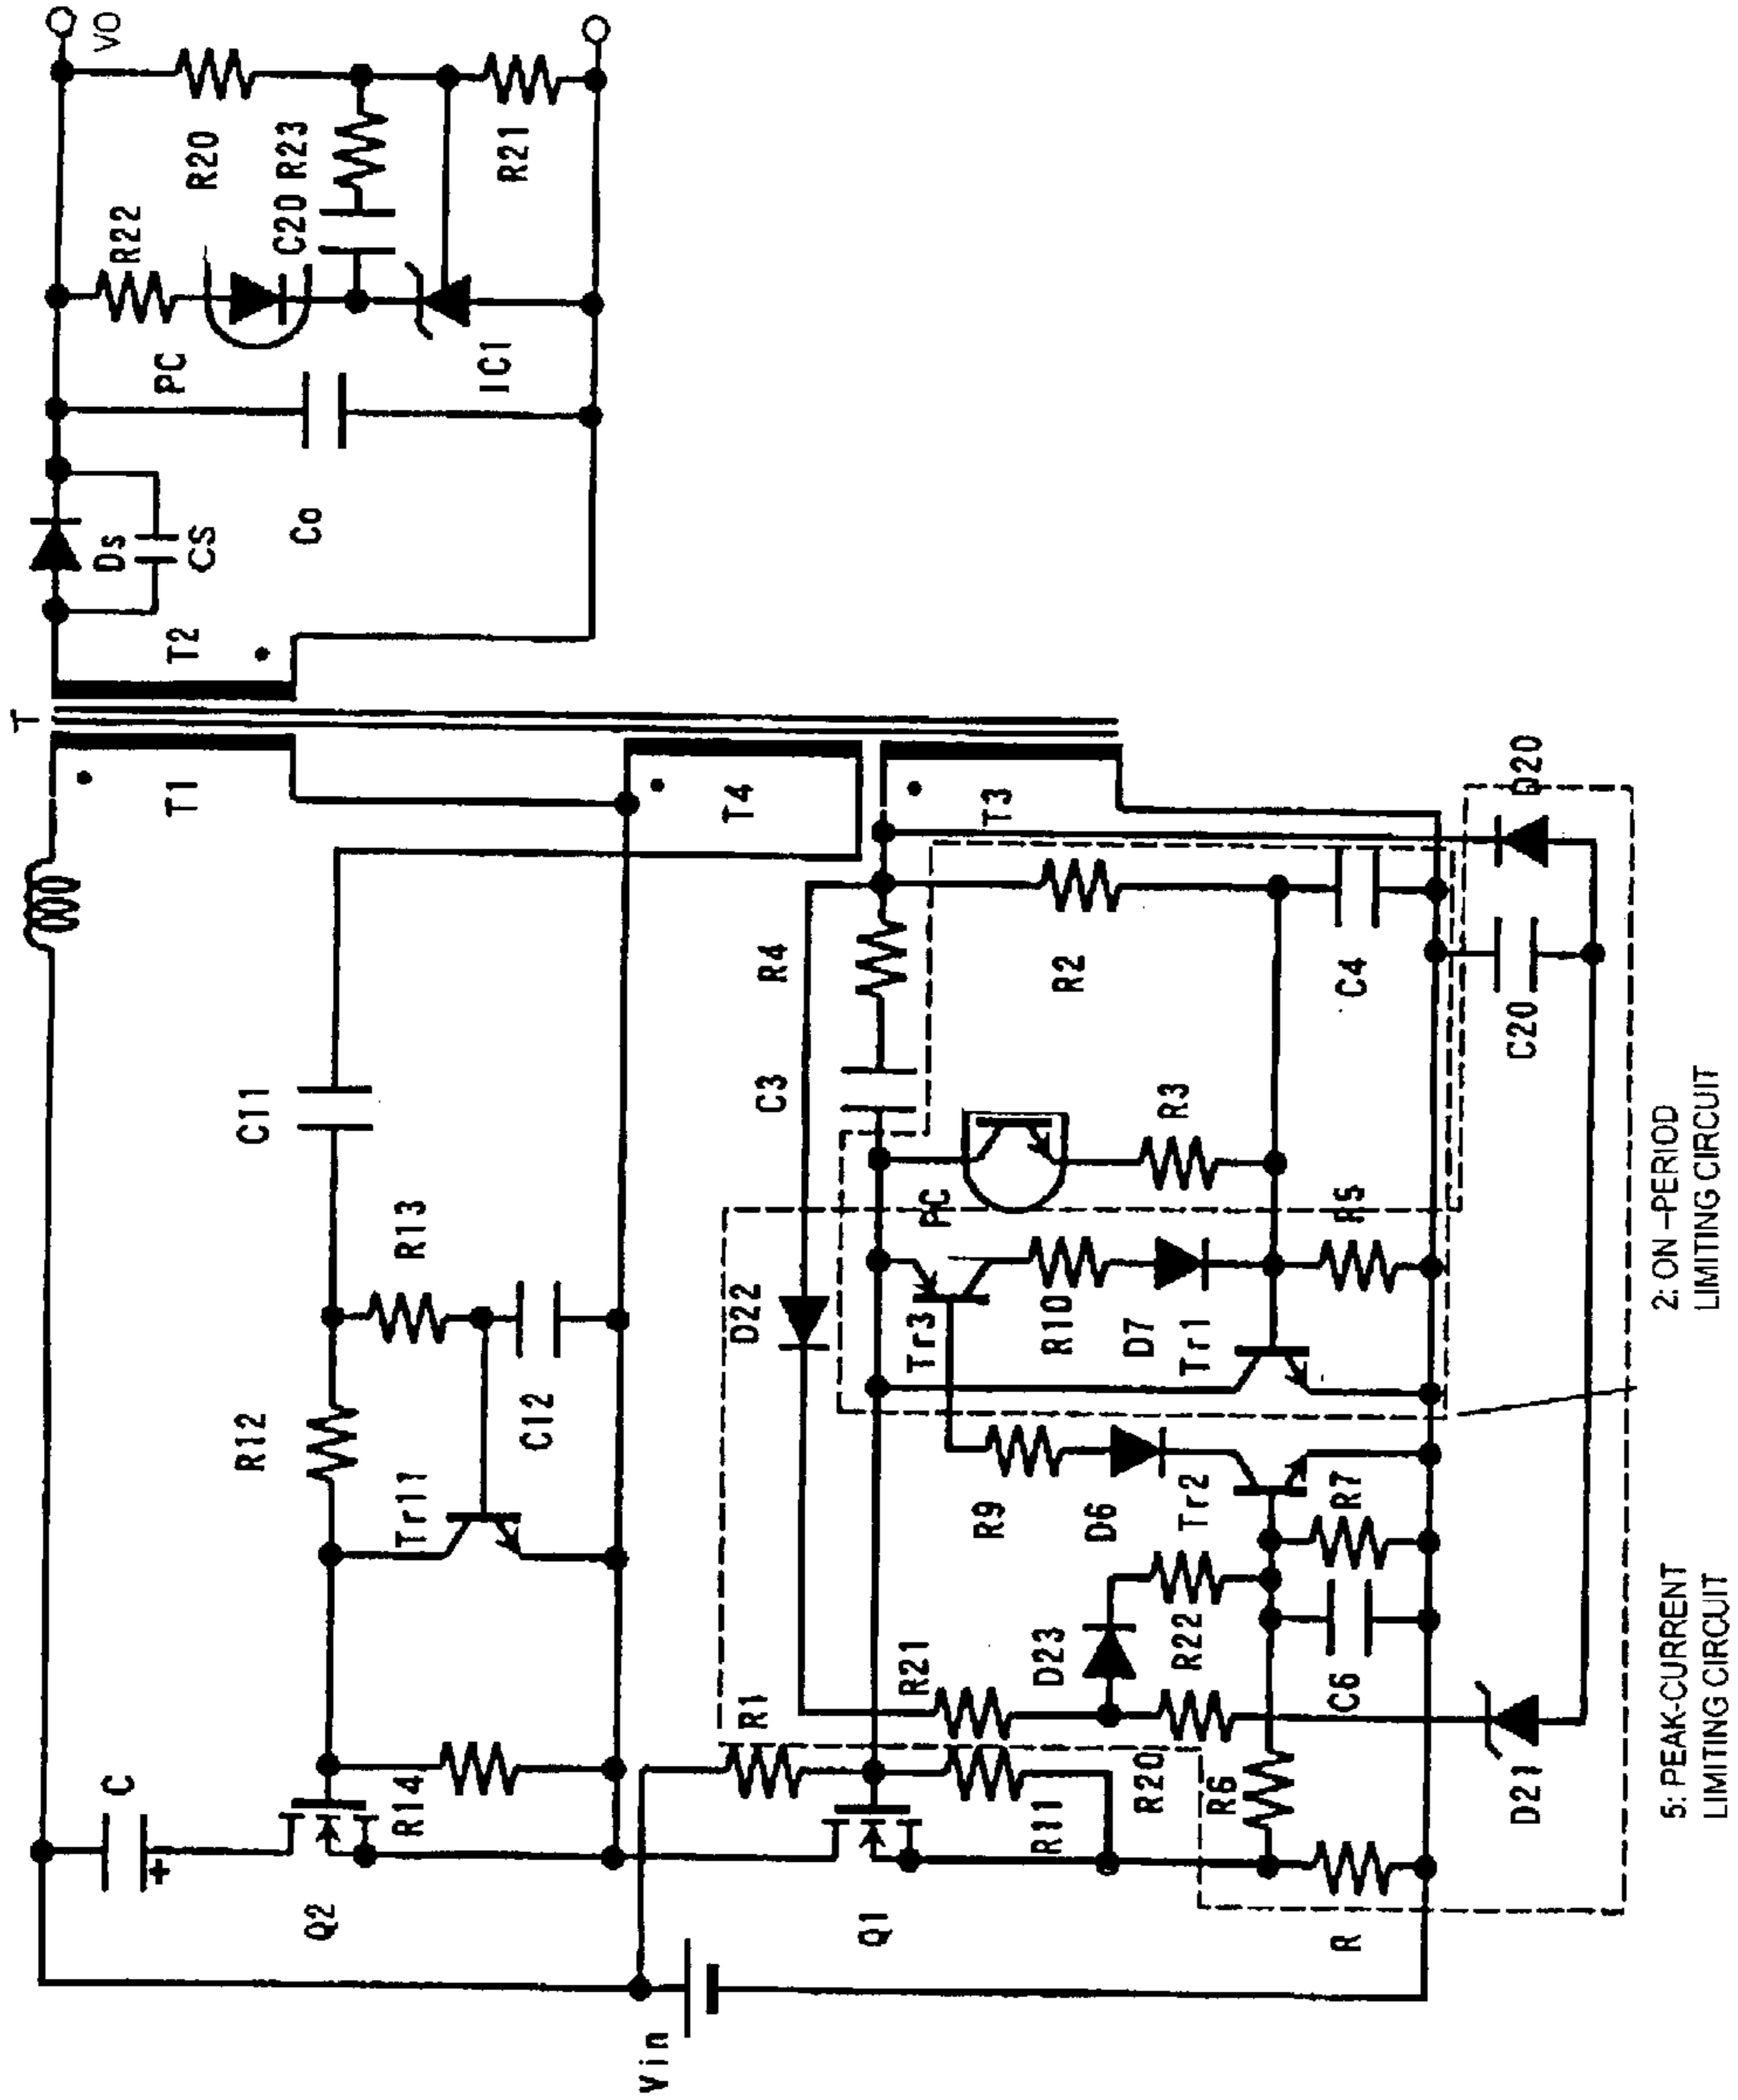 T
VO
T1
T2
Ds
CS
Co
PC
R22
R20
C20
R23
IC1
R21
C
Q2
R14
R12
Tr11
C12
R13
C11
T4
T3
Vin
Q1
R1
R11
R
R6
R20
R21
D23
R22
C6
R7
Tr2
D6
R9
D22
Tr3
R10
D7
Tr1
R5
PC
R3
C3
R4
R2
C4
C20
D20
D21
2: ON-PERIOD
LIMITING CIRCUIT
5: PEAK-CURRENT
LIMITING CIRCUIT
+